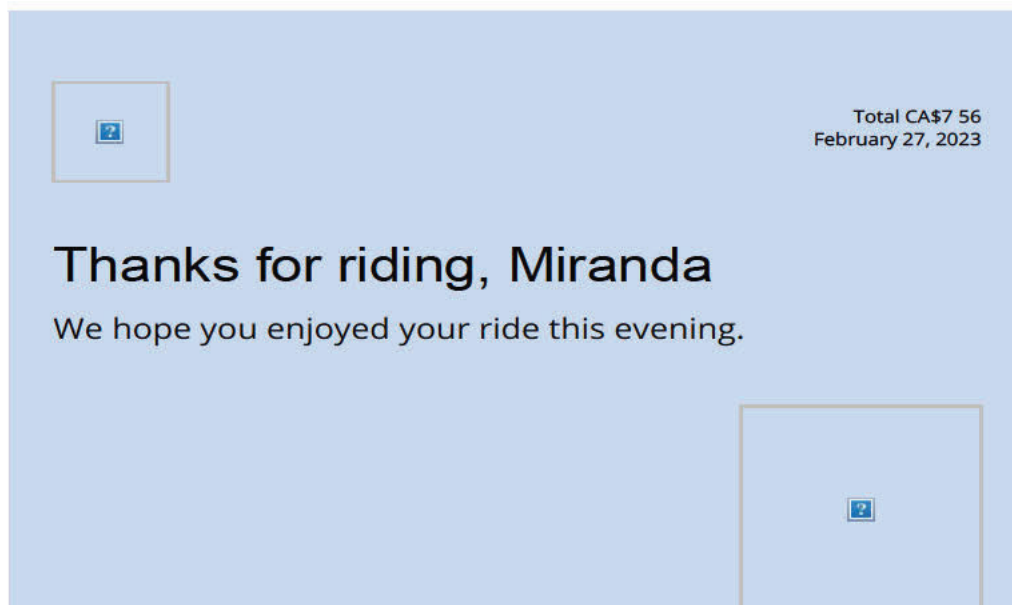 Total CA$7 56
February 27, 2023
Thanks for riding, Miranda
We hope you enjoyed your ride this evening.